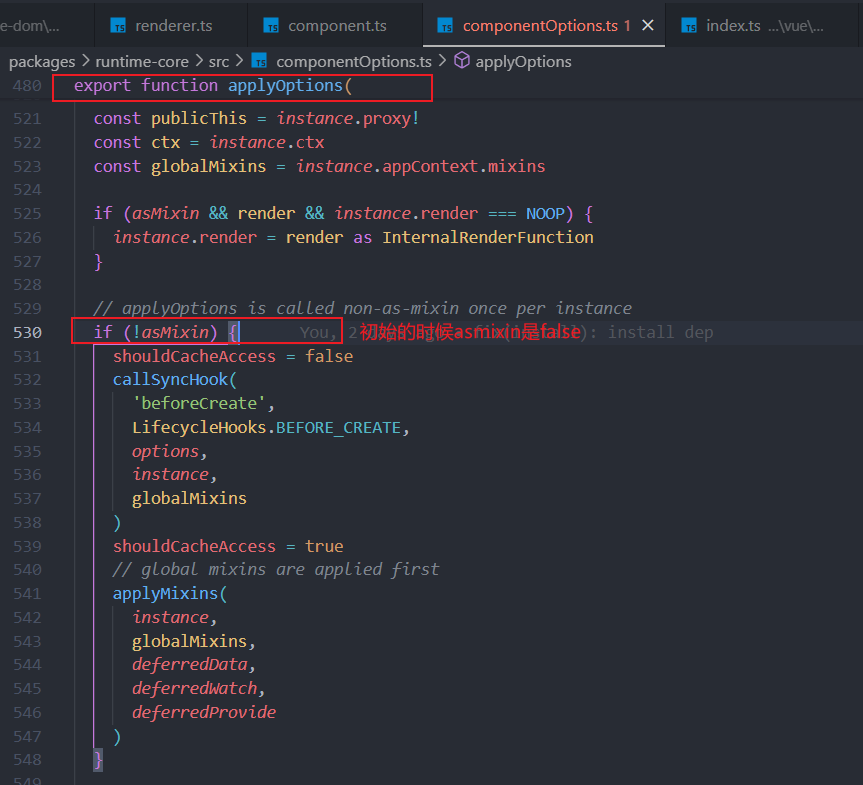 e-dom\... renderer.ts component.ts componentOptions.ts 1 index.ts ...\vue\...
packages > runtime-core > src > componentOptions.ts > applyOptions
480 export function applyOptions(
521 const publicThis = instance.proxy!
522 const ctx = instance.ctx
523 const globalMixins = instance.appContext.mixins
524
525 if (asMixin && render && instance.render === NOOP) {
526 instance.render = render as InternalRenderFunction
527 }
528
529 // applyOptions is called non-as-mixin once per instance
530 if (!asMixin) { You, 2 初始的时候asmixin是false : install dep
531 shouldCacheAccess = false
532 callSyncHook(
533 'beforeCreate',
534 LifecycleHooks.BEFORE_CREATE,
535 options,
536 instance,
537 globalMixins
538 )
539 shouldCacheAccess = true
540 // global mixins are applied first
541 applyMixins(
542 instance,
543 globalMixins,
544 deferredData,
545 deferredWatch,
546 deferredProvide
547 )
548 }
549